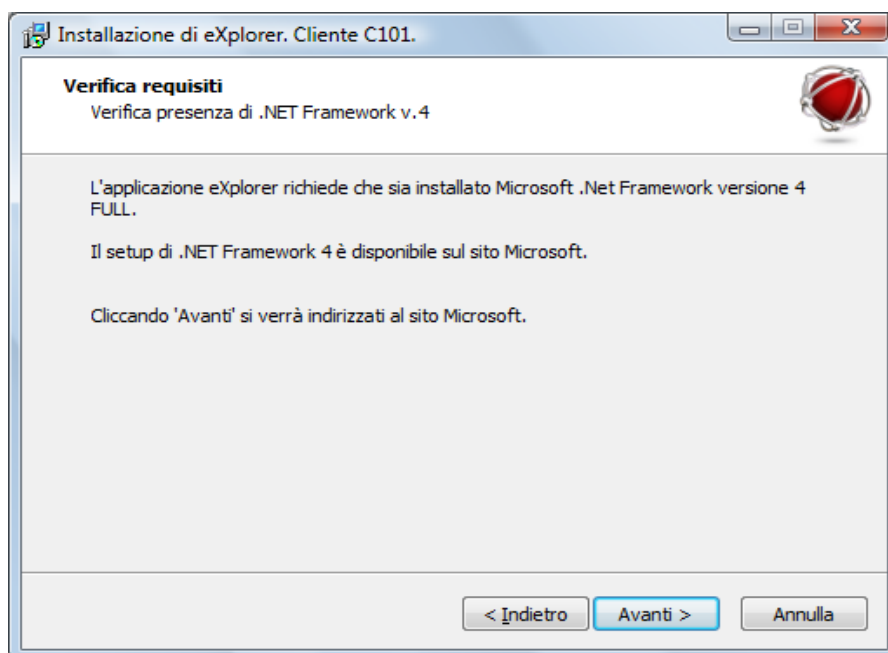 Installazione di eXplorer. Cliente C101.
Verifica requisiti
Verifica presenza di .NET Framework v.4
L'applicazione eXplorer richiede che sia installato Microsoft .Net Framework versione 4
FULL.
Il setup di .NET Framework 4 è disponibile sul sito Microsoft.
Cliccando 'Avanti' si verrà indirizzati al sito Microsoft.
< Indietro Avanti > Annulla